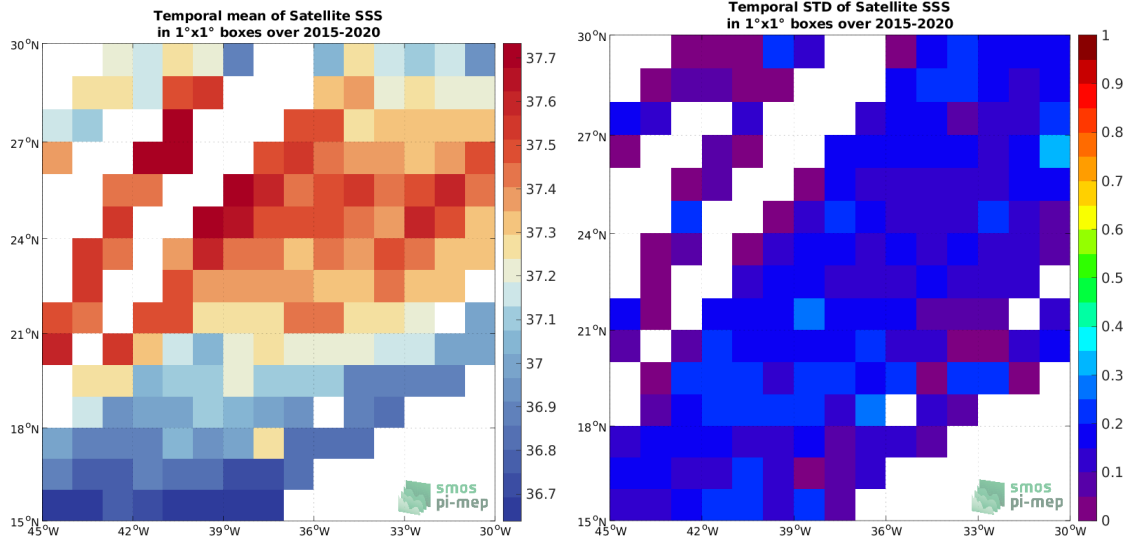 Temporal mean of Satellite SSS
in 1°x1° boxes over 2015-2020
30°N
27°N
24°N
21°N
18°N
15°N
45°W
42°W
39°W
36°W
33°W
30°W
37.7
37.6
37.5
37.4
37.3
37.2
37.1
37
36.9
36.8
36.7
smos
pi-mep
Temporal STD of Satellite SSS
in 1°x1° boxes over 2015-2020
30°N
27°N
24°N
21°N
18°N
15°N
45°W
42°W
39°W
36°W
33°W
30°W
1
0.9
0.8
0.7
0.6
0.5
0.4
0.3
0.2
0.1
0
smos
pi-mep